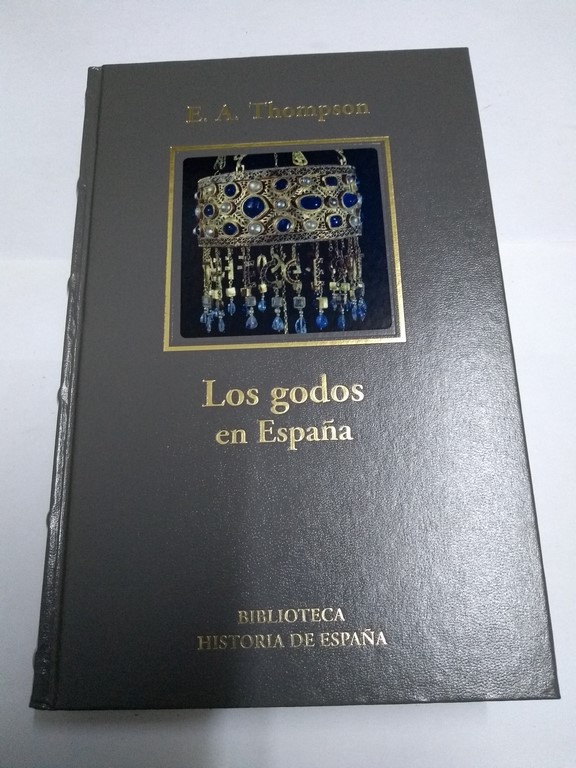 E. A. Thompson
Los godos
en España
BIBLIOTECA
HISTORIA DE ESPAÑA